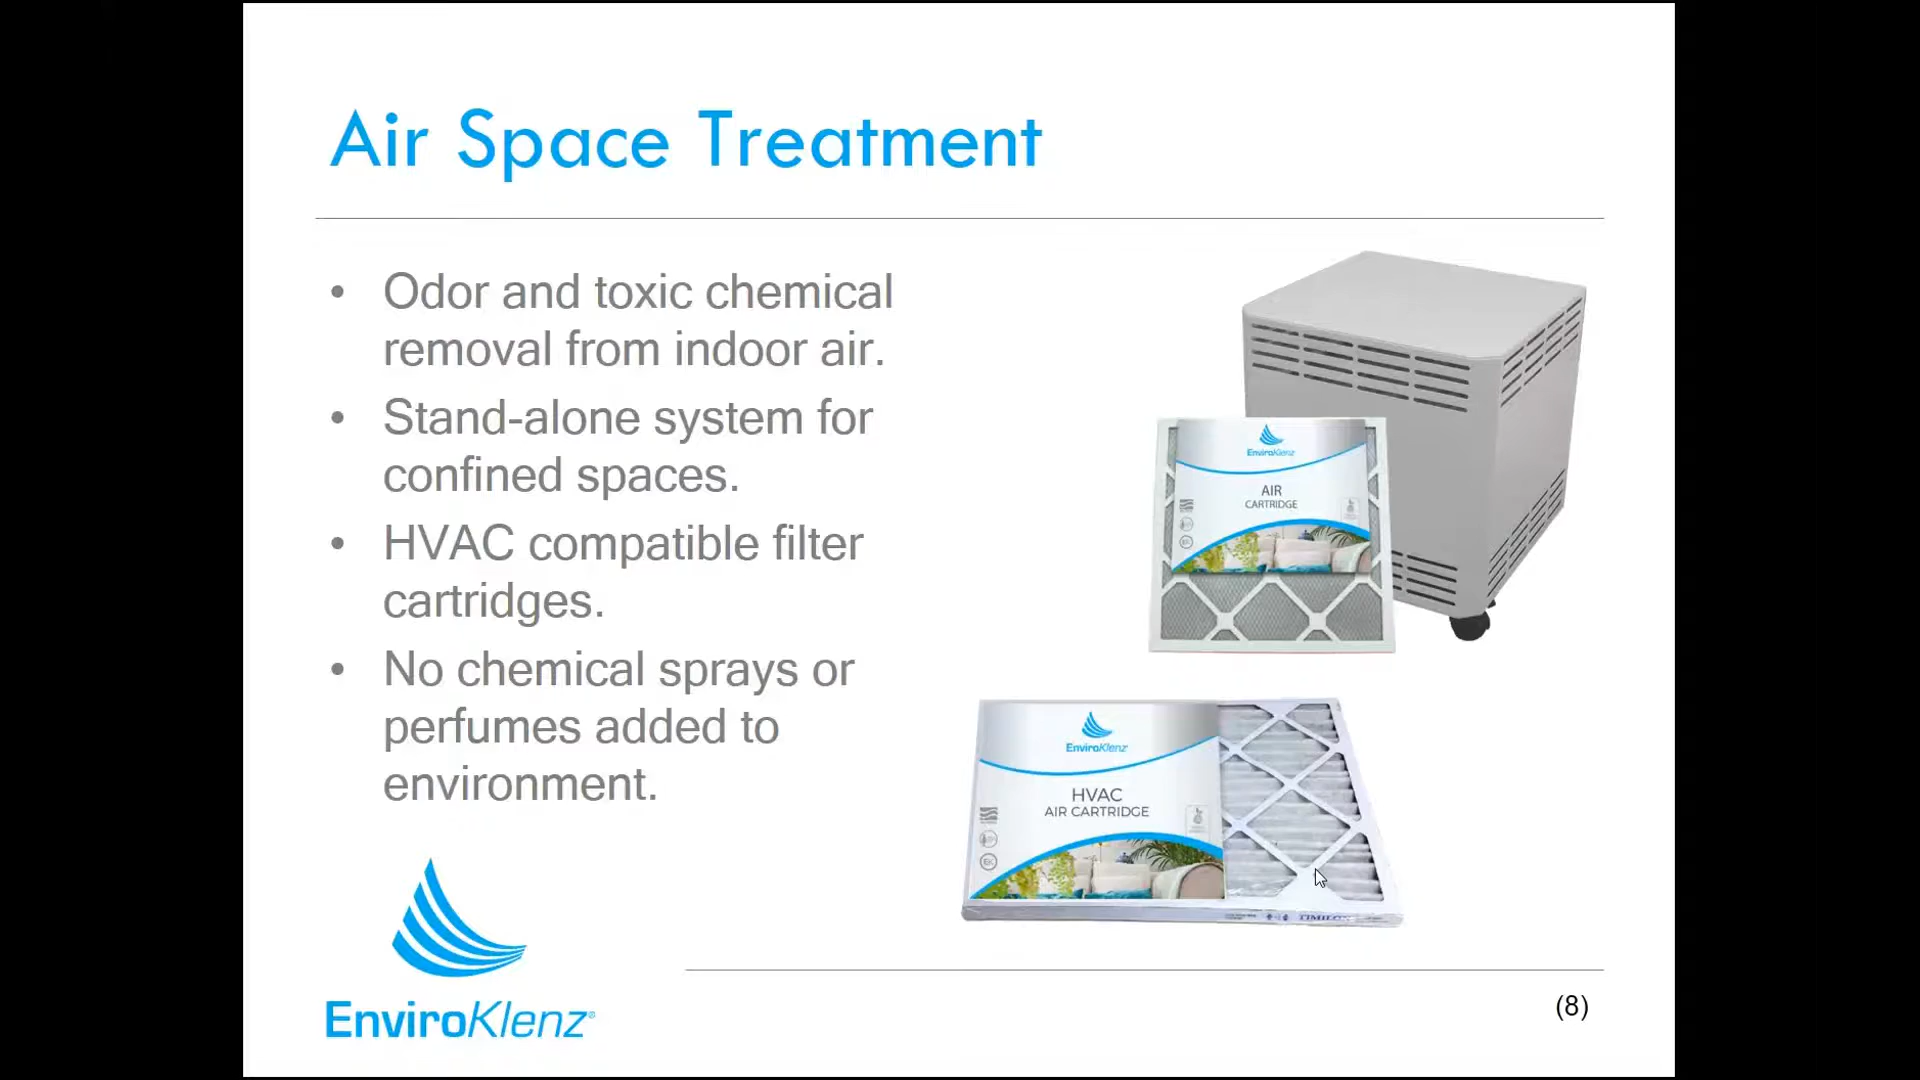 Air Space Treatment
• Odor and toxic chemical
removal from indoor air.
• Stand-alone system for
confined spaces.
• HVAC compatible filter
cartridges.
• No chemical sprays or
perfumes added to
environment.
EnviroKlenz
AIR
CARTRIDGE
EnviroKlenz
HVAC
AIR CARTRIDGE
EnviroKlenz®
(8)